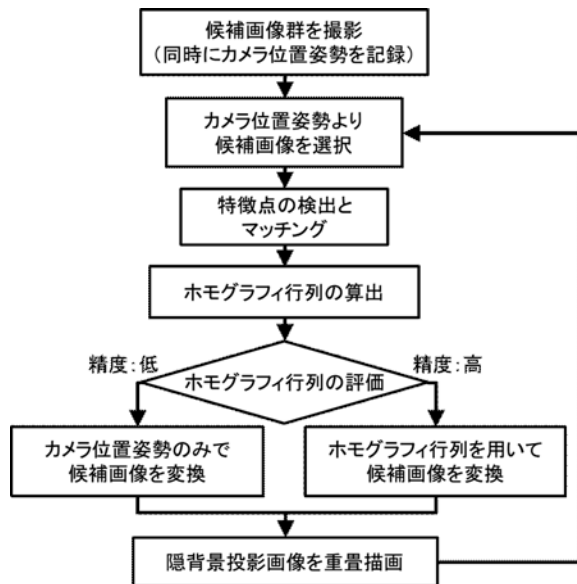 候補画像群を撮影
（同時にカメラ位置姿勢を記録）
カメラ位置姿勢より
候補画像を選択
特徴点の検出と
マッチング
ホモグラフィ行列の算出
精度：低
精度：高
ホモグラフィ行列の評価
カメラ位置姿勢のみで
候補画像を変換
ホモグラフィ行列を用いて
候補画像を変換
隠背景投影画像を重畳描画